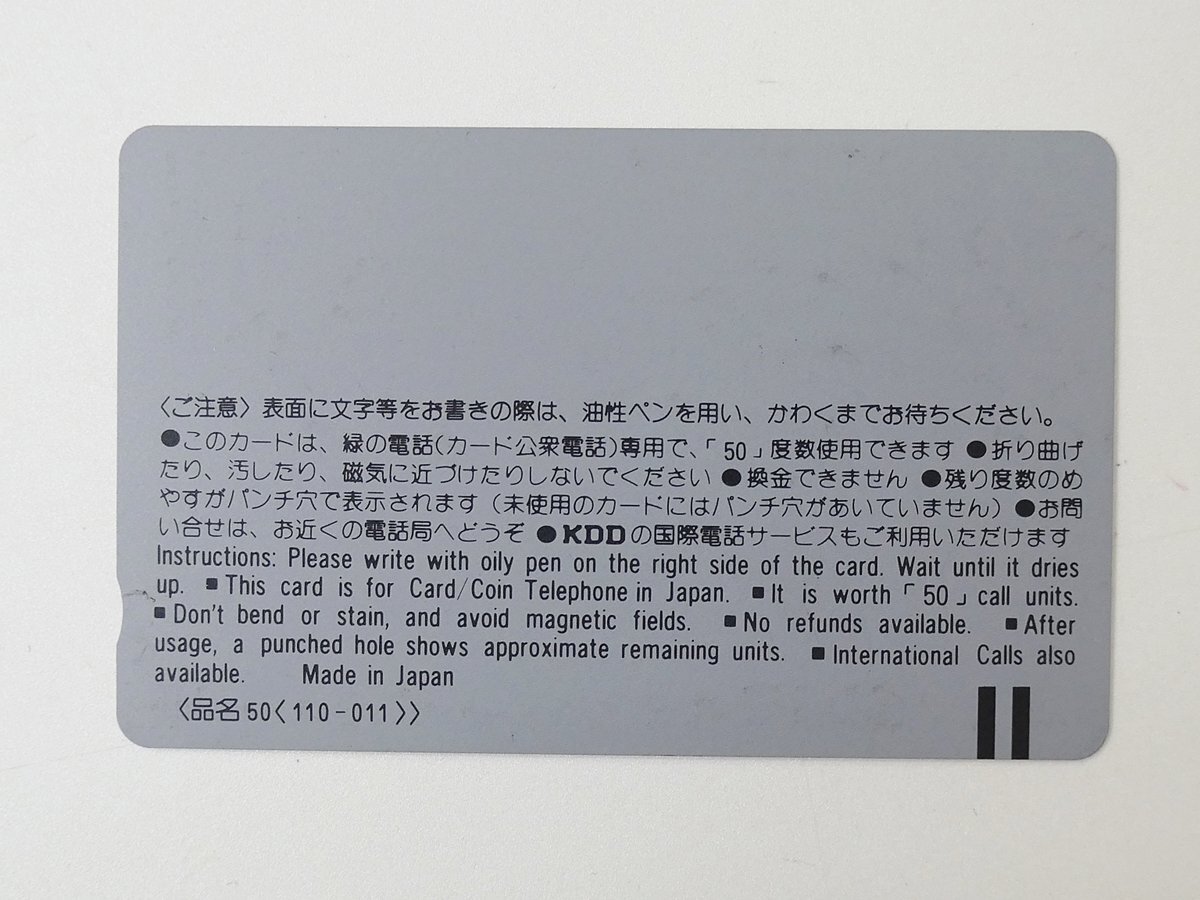 〈ご注意〉表面に文字等をお書きの際は、油性ペンを用い、かわくまでお待ちください。
●このカードは、緑の電話(カード公衆電話)専用で、「50」度数使用できます ●折り曲げ
たり、汚したり、磁気に近づけたりしないでください ●換金できません ●残り度数のめ
やすがパンチ穴で表示されます（未使用のカードにはパンチ穴があいていません）●お問
い合せは、お近くの電話局へどうぞ ●KDDの国際電話サービスもご利用いただけます
Instructions: Please write with oily pen on the right side of the card. Wait until it dries
up. ■This card is for Card/Coin Telephone in Japan. ■It is worth「50」call units.
■Don't bend or stain, and avoid magnetic fields. ■No refunds available. ■After
usage, a punched hole shows approximate remaining units. ■International Calls also
available. Made in Japan
〈品名 50〈110-011〉〉